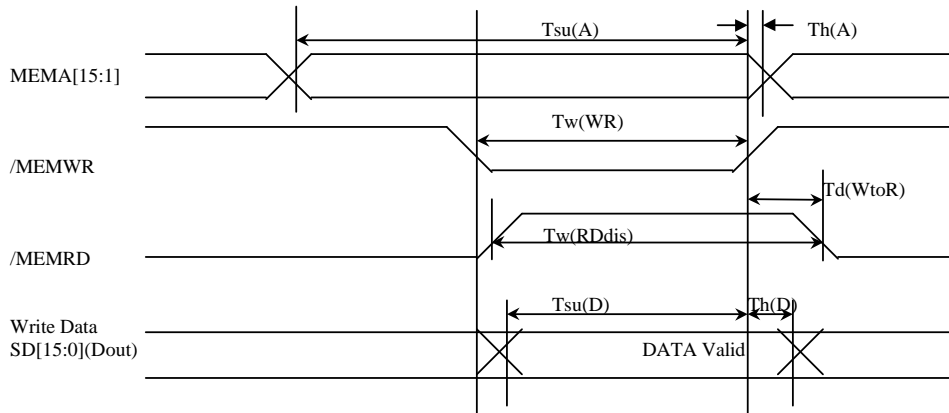 Tsu(A)
Th(A)
MEMA[15:1]
Tw(WR)
/MEMWR
Td(WtoR)
Tw(RDdis)
/MEMRD
Tsu(D)
Th(D)
Write Data
SD[15:0](Dout)
DATA Valid